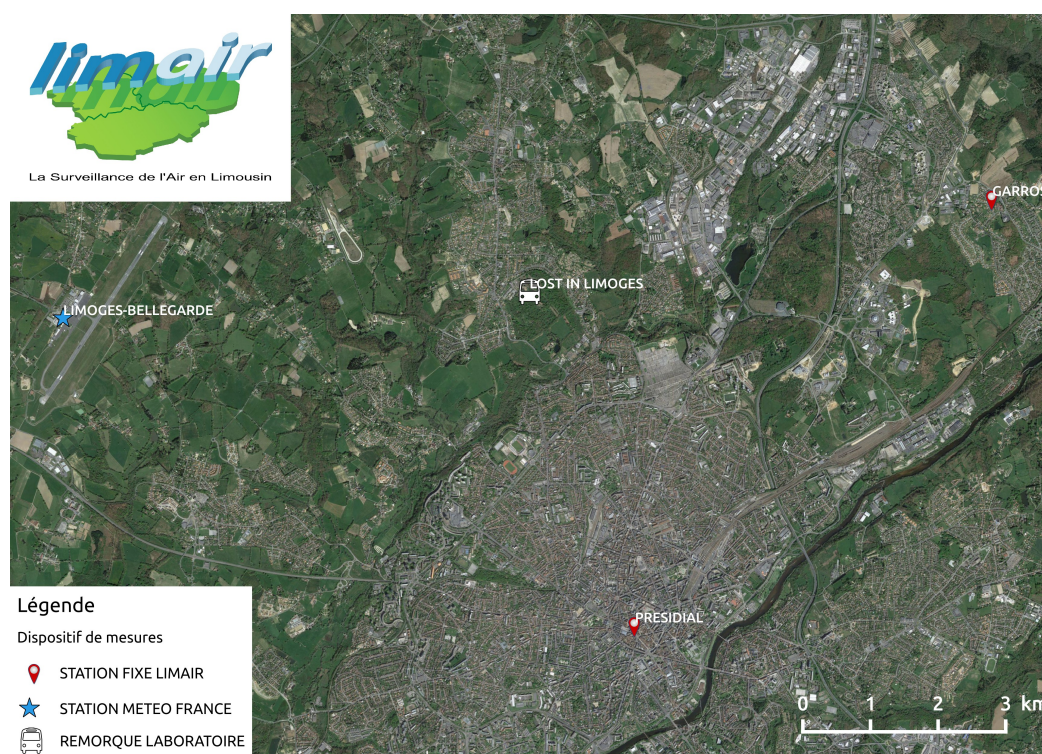 limair
La Surveillance de l'Air en Limousin
GARROS
LOST IN LIMOGES
LIMOGES-BELLEGARDE
PRESIDIAL
Légende
Dispositif de mesures
STATION FIXE LIMAIR
STATION METEO FRANCE
REMORQUE LABORATOIRE
0 1 2 3 km